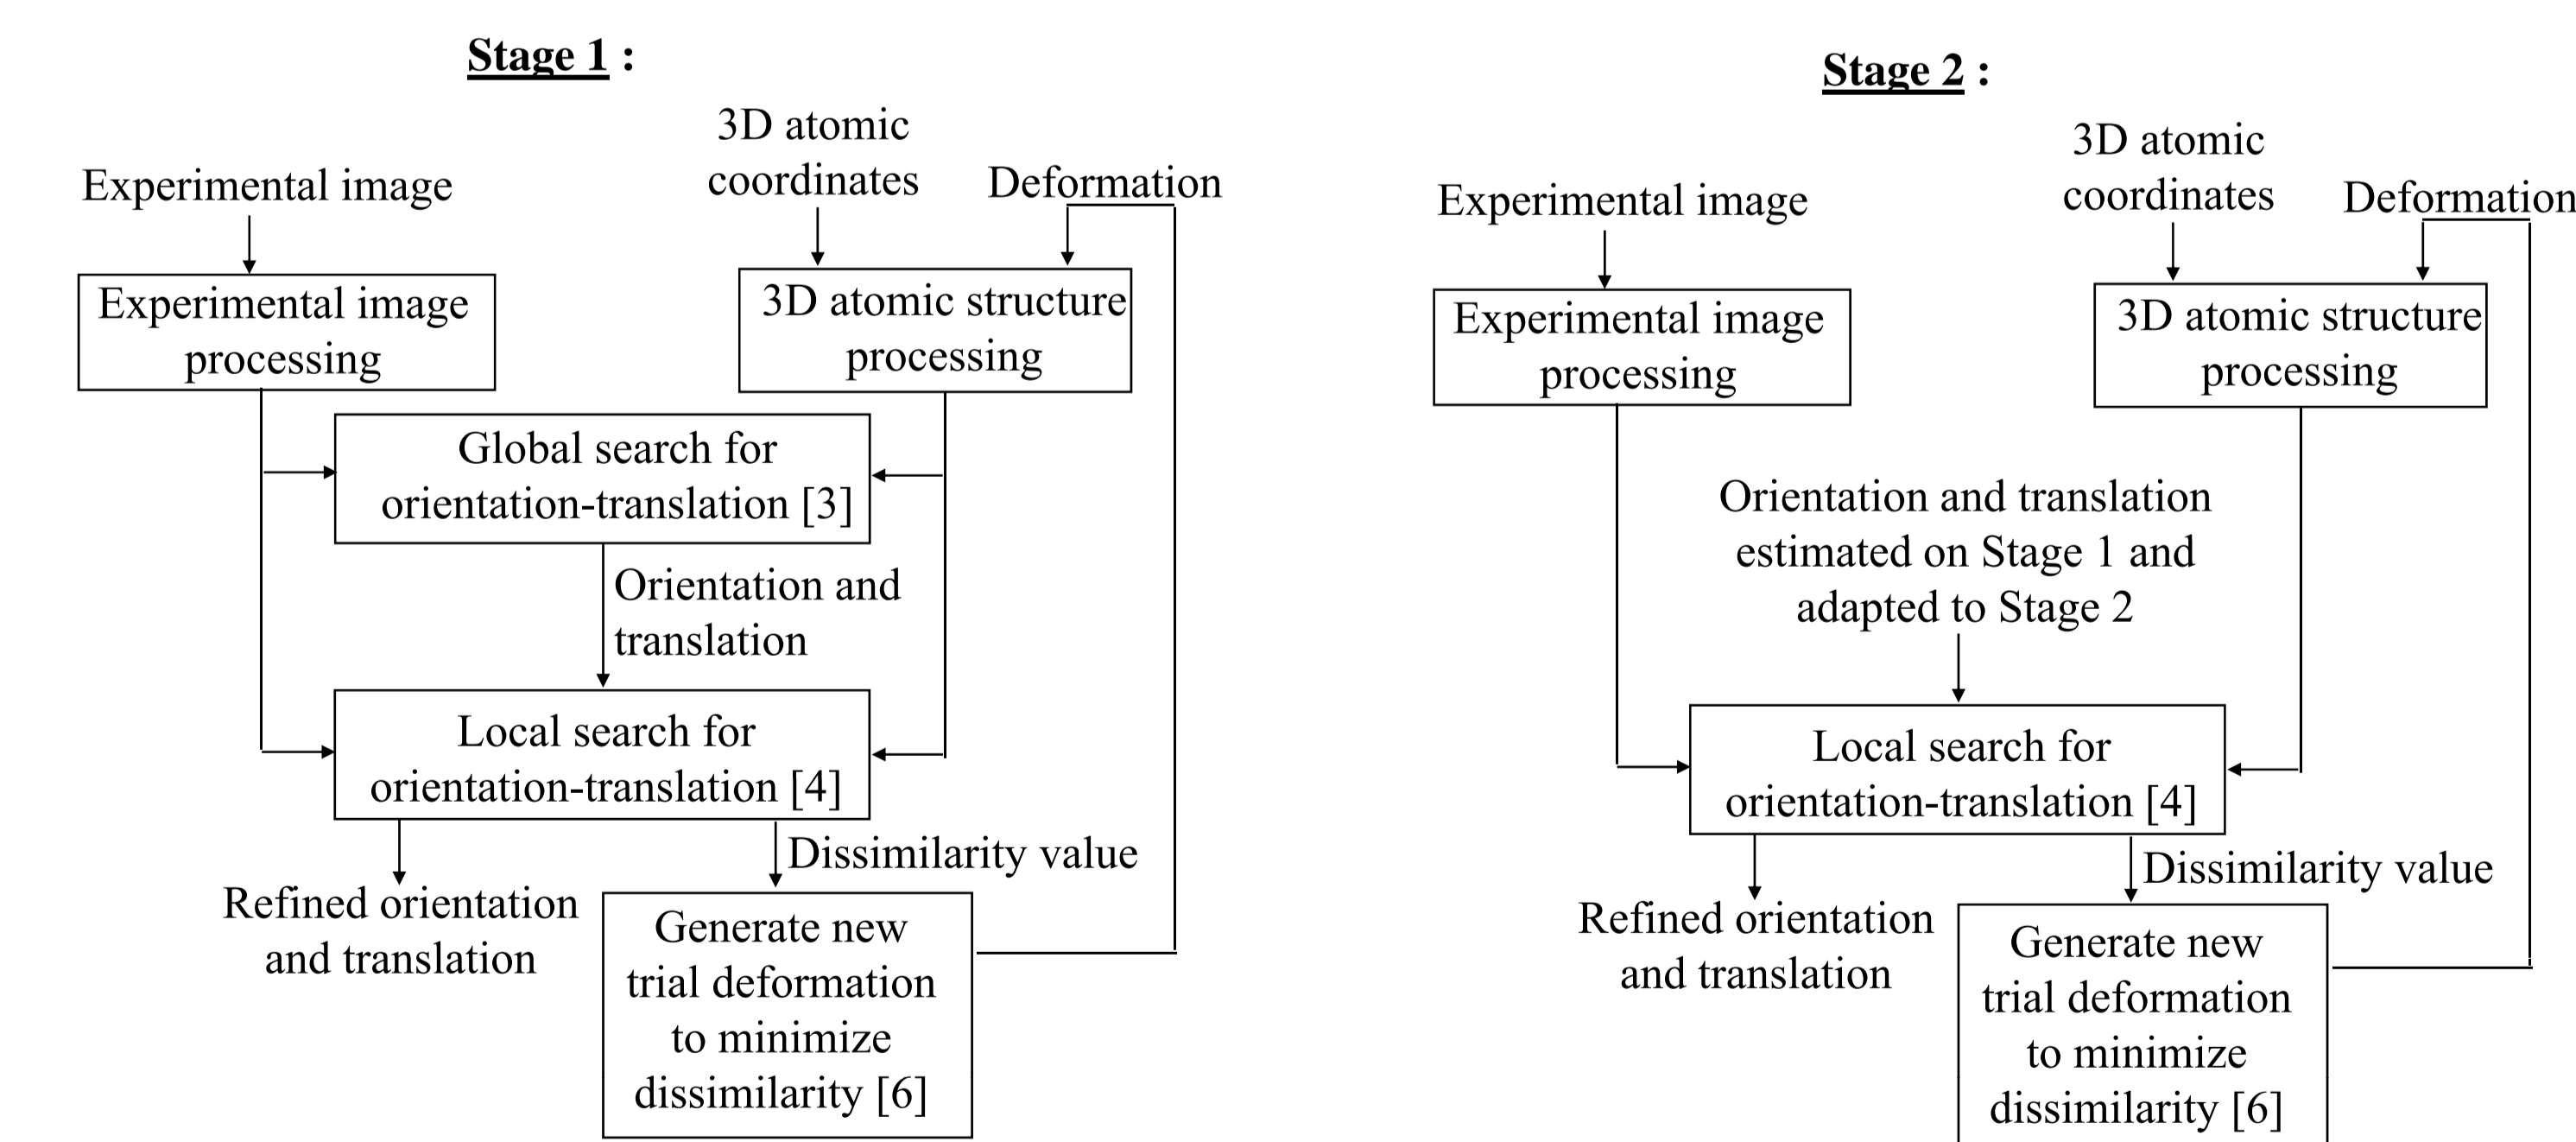 Stage 1 :
3D atomic
coordinates
Experimental image
Deformation
Experimental image
processing
3D atomic structure
processing
Global search for
orientation-translation [3]
Orientation and
translation
Local search for
orientation-translation [4]
Dissimilarity value
Refined orientation
and translation
Generate new
trial deformation
to minimize
dissimilarity [6]
Stage 2 :
3D atomic
coordinates
Experimental image
Deformation
Experimental image
processing
3D atomic structure
processing
Orientation and translation
estimated on Stage 1 and
adapted to Stage 2
Local search for
orientation-translation [4]
Dissimilarity value
Refined orientation
and translation
Generate new
trial deformation
to minimize
dissimilarity [6]